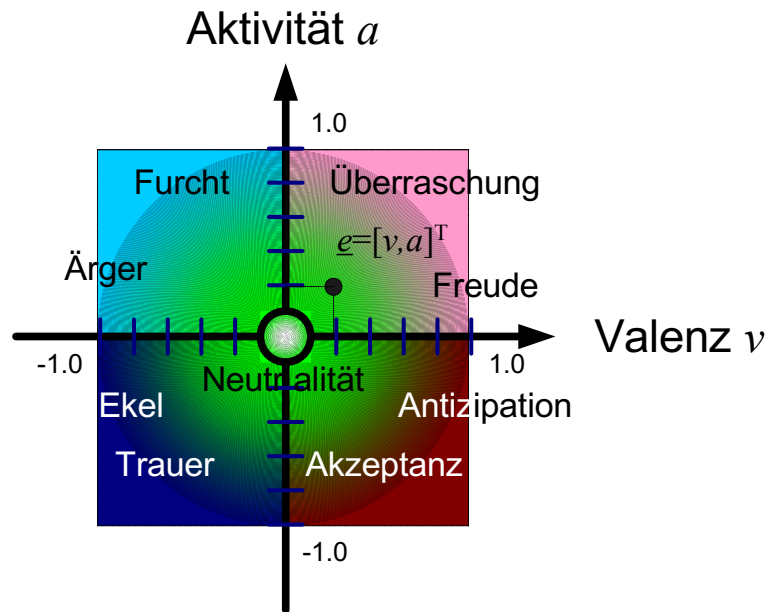 Aktivität a
1.0
Furcht Überraschung
e=[v,a]T
Ärger
Freude
-1.0
1.0
Valenz v
Neutralität
Ekel
Antizipation
Trauer
Akzeptanz
-1.0